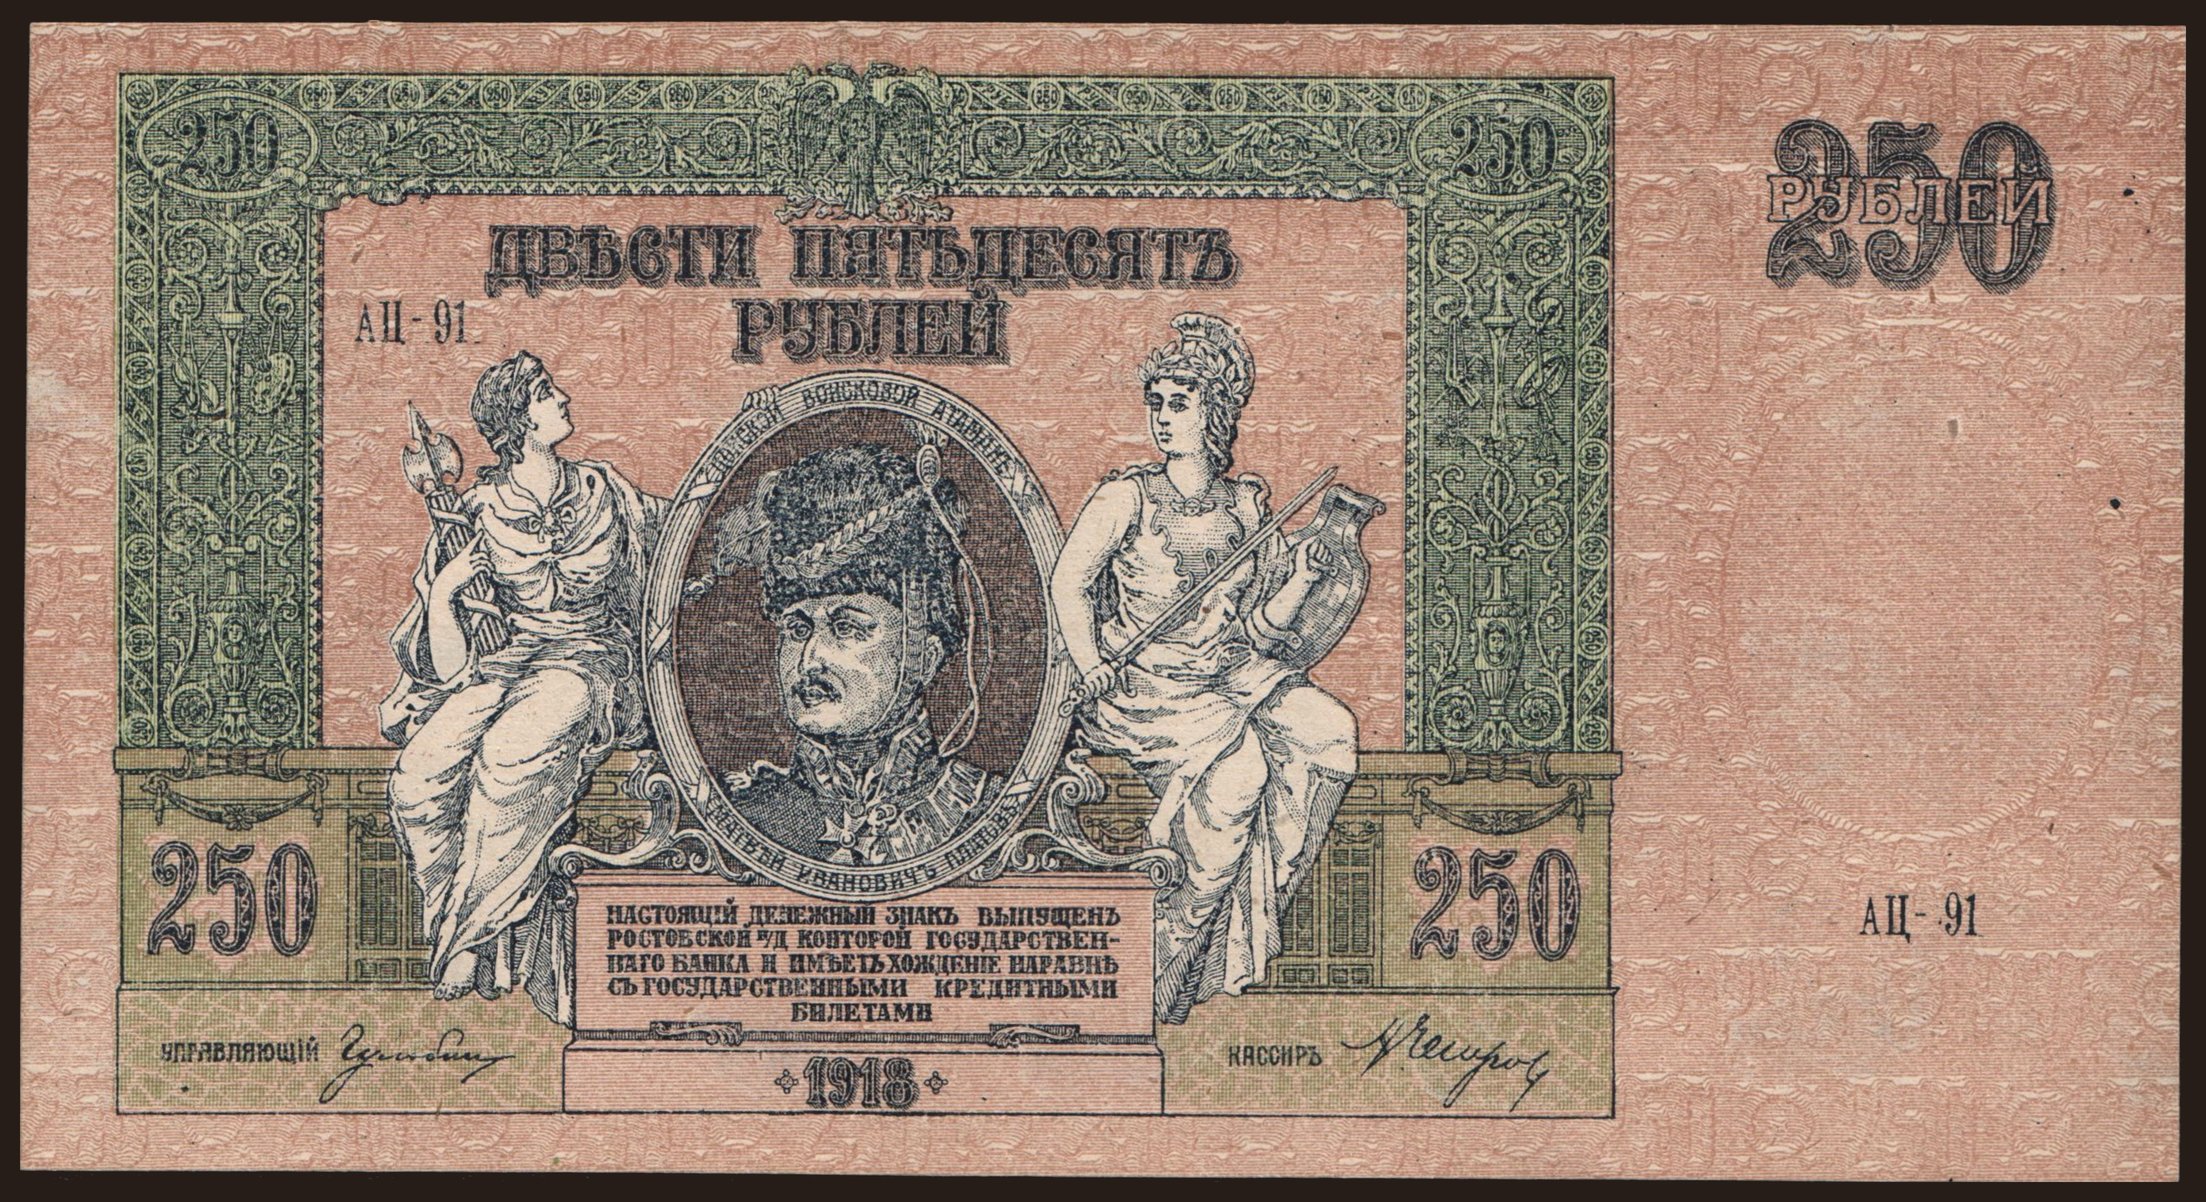 250
250
250
РУБЛЕЙ
ДВѢСТИ ПЯТЬДЕСЯТЪ
РУБЛЕЙ
АЦ-91
ДОНСКОЙ ВОЙСКОВОЙ АТАМАНЪ
МАТВЕЙ ИВАНОВИЧЪ ПЛАТОВЪ
250
250
НАСТОЯЩІЙ ДЕНЕЖНЫЙ ЗНАКЪ ВЫПУЩЕНЪ
РОСТОВСКОЙ Н/Д КОНТОРОЙ ГОСУДАРСТВЕН-
НАГО БАНКА И ИМѢЕТЪ ХОЖДЕНІЕ НАРАВНѢ
СЪ ГОСУДАРСТВЕННЫМИ КРЕДИТНЫМИ
БИЛЕТАМИ
АЦ-91
УПРАВЛЯЮЩІЙ
КАССИРЪ
1918